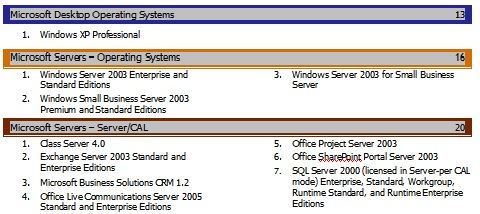 Microsoft Desktop Operating Systems 13
1. Windows XP Professional
Microsoft Servers – Operating Systems 16
1. Windows Server 2003 Enterprise and
Standard Editions
2. Windows Small Business Server 2003
Premium and Standard Editions
3. Windows Server 2003 for Small Business
Server
Microsoft Servers – Server/CAL 20
1. Class Server 4.0
2. Exchange Server 2003 Standard and
Enterprise Editions
3. Microsoft Business Solutions CRM 1.2
4. Office Live Communications Server 2005
Standard and Enterprise Editions
5. Office Project Server 2003
6. Office SharePoint Portal Server 2003
7. SQL Server 2000 (licensed in Server-per CAL
mode) Enterprise, Standard, Workgroup,
Runtime Standard, and Runtime Enterprise
Editions